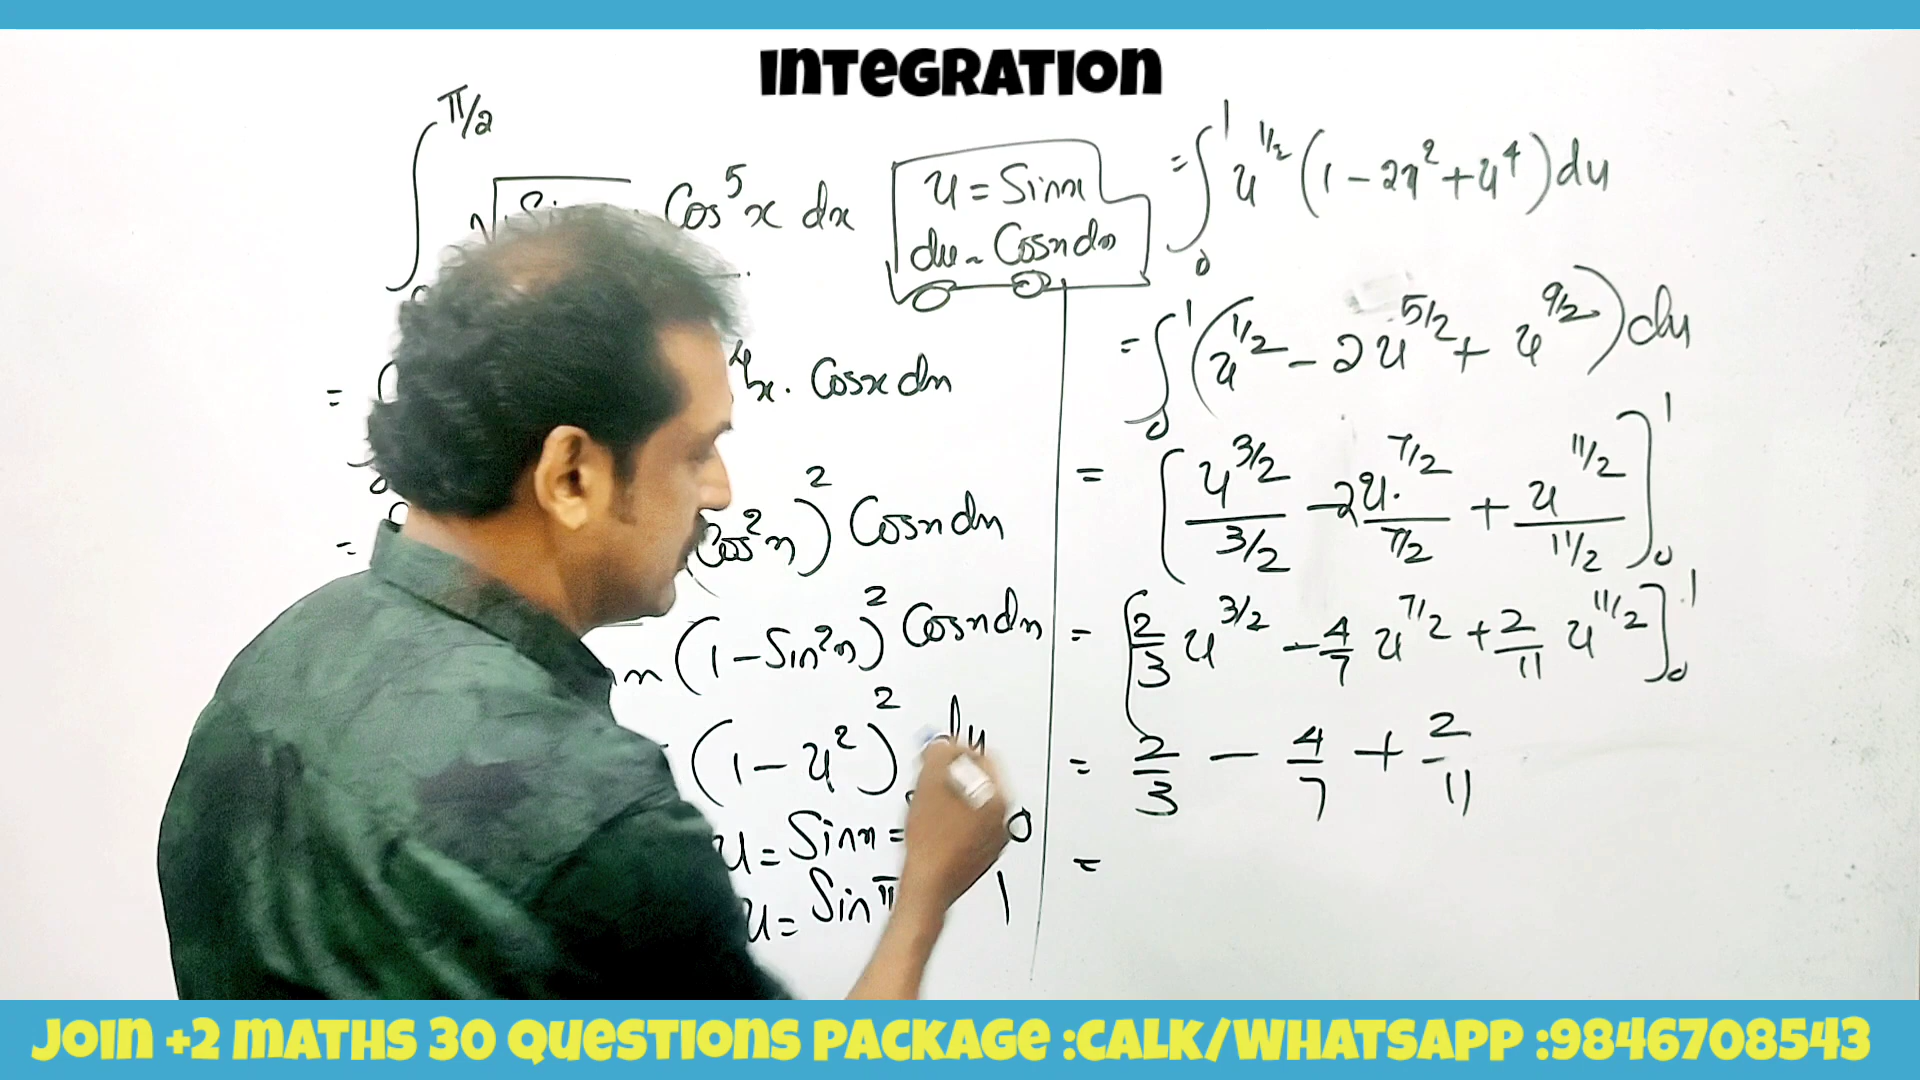 INTEGRATION
π/2
∫ √ Cos⁵x dx
u = Sinx
du = Cosx dx
= ⁴x · Cosx dx
= (Cos²x)² Cosx dx
(1 - Sin²x)² Cosx dx
(1 - u²)² du
u = Sinx = 0
u = Sin π 1
= ∫₀¹ u^1/2 (1 - 2u² + u⁴) du
= ∫₀¹ (u^1/2 - 2u^5/2 + u^9/2) du
= [u^3/2 / 3/2 - 2u^7/2 / 7/2 + u^11/2 / 11/2]₀¹
= [2/3 u^3/2 - 4/7 u^7/2 + 2/11 u^11/2]₀¹
= 2/3 - 4/7 + 2/11
=
JOIN +2 MATHS 30 QUESTIONS PACKAGE :CALK/WHATSAPP :9846708543